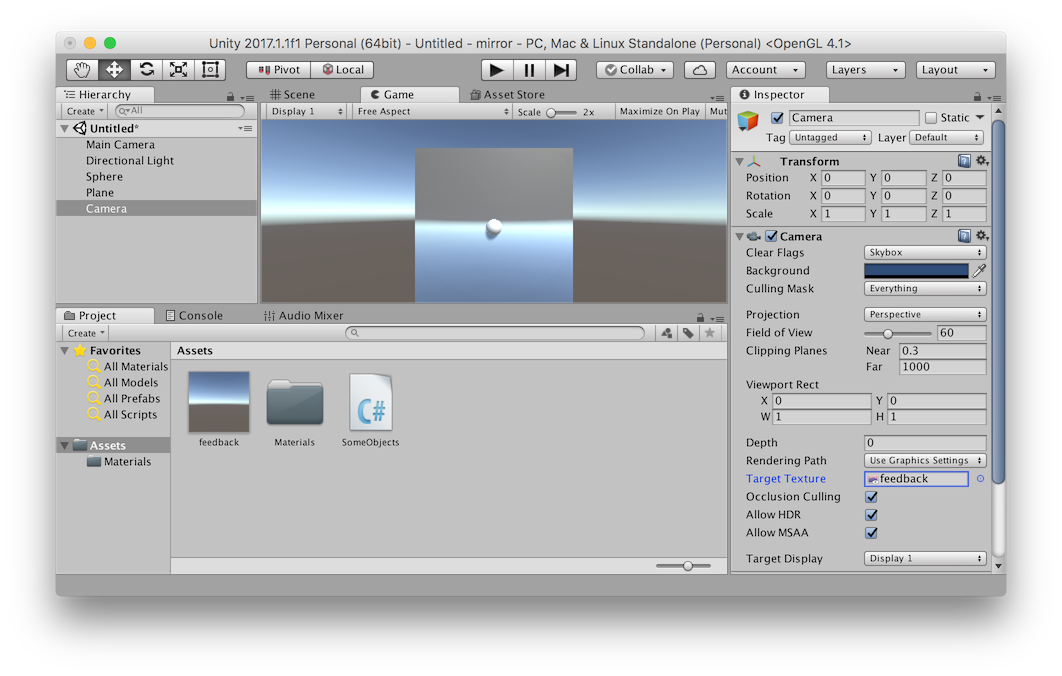 Unity 2017.1.1f1 Personal (64bit) - Untitled - mirror - PC, Mac & Linux Standalone (Personal) <OpenGL 4.1>
Pivot Local Collab Account Layers Layout
Hierarchy
Create All
Untitled*
Main Camera
Directional Light
Sphere
Plane
Camera
Scene Game Asset Store
Display 1 Free Aspect Scale 2x Maximize On Play Mut
Project Console Audio Mixer
Create
Favorites
All Materials
All Models
All Prefabs
All Scripts
Assets
Materials
Assets
feedback Materials SomeObjects
C#
Inspector
Camera Static
Tag Untagged Layer Default
Transform
Position X 0 Y 0 Z 0
Rotation X 0 Y 0 Z 0
Scale X 1 Y 1 Z 1
Camera
Clear Flags Skybox
Background
Culling Mask Everything
Projection Perspective
Field of View 60
Clipping Planes Near 0.3
Far 1000
Viewport Rect
X 0 Y 0
W 1 H 1
Depth 0
Rendering Path Use Graphics Settings
Target Texture feedback
Occlusion Culling
Allow HDR
Allow MSAA
Target Display Display 1